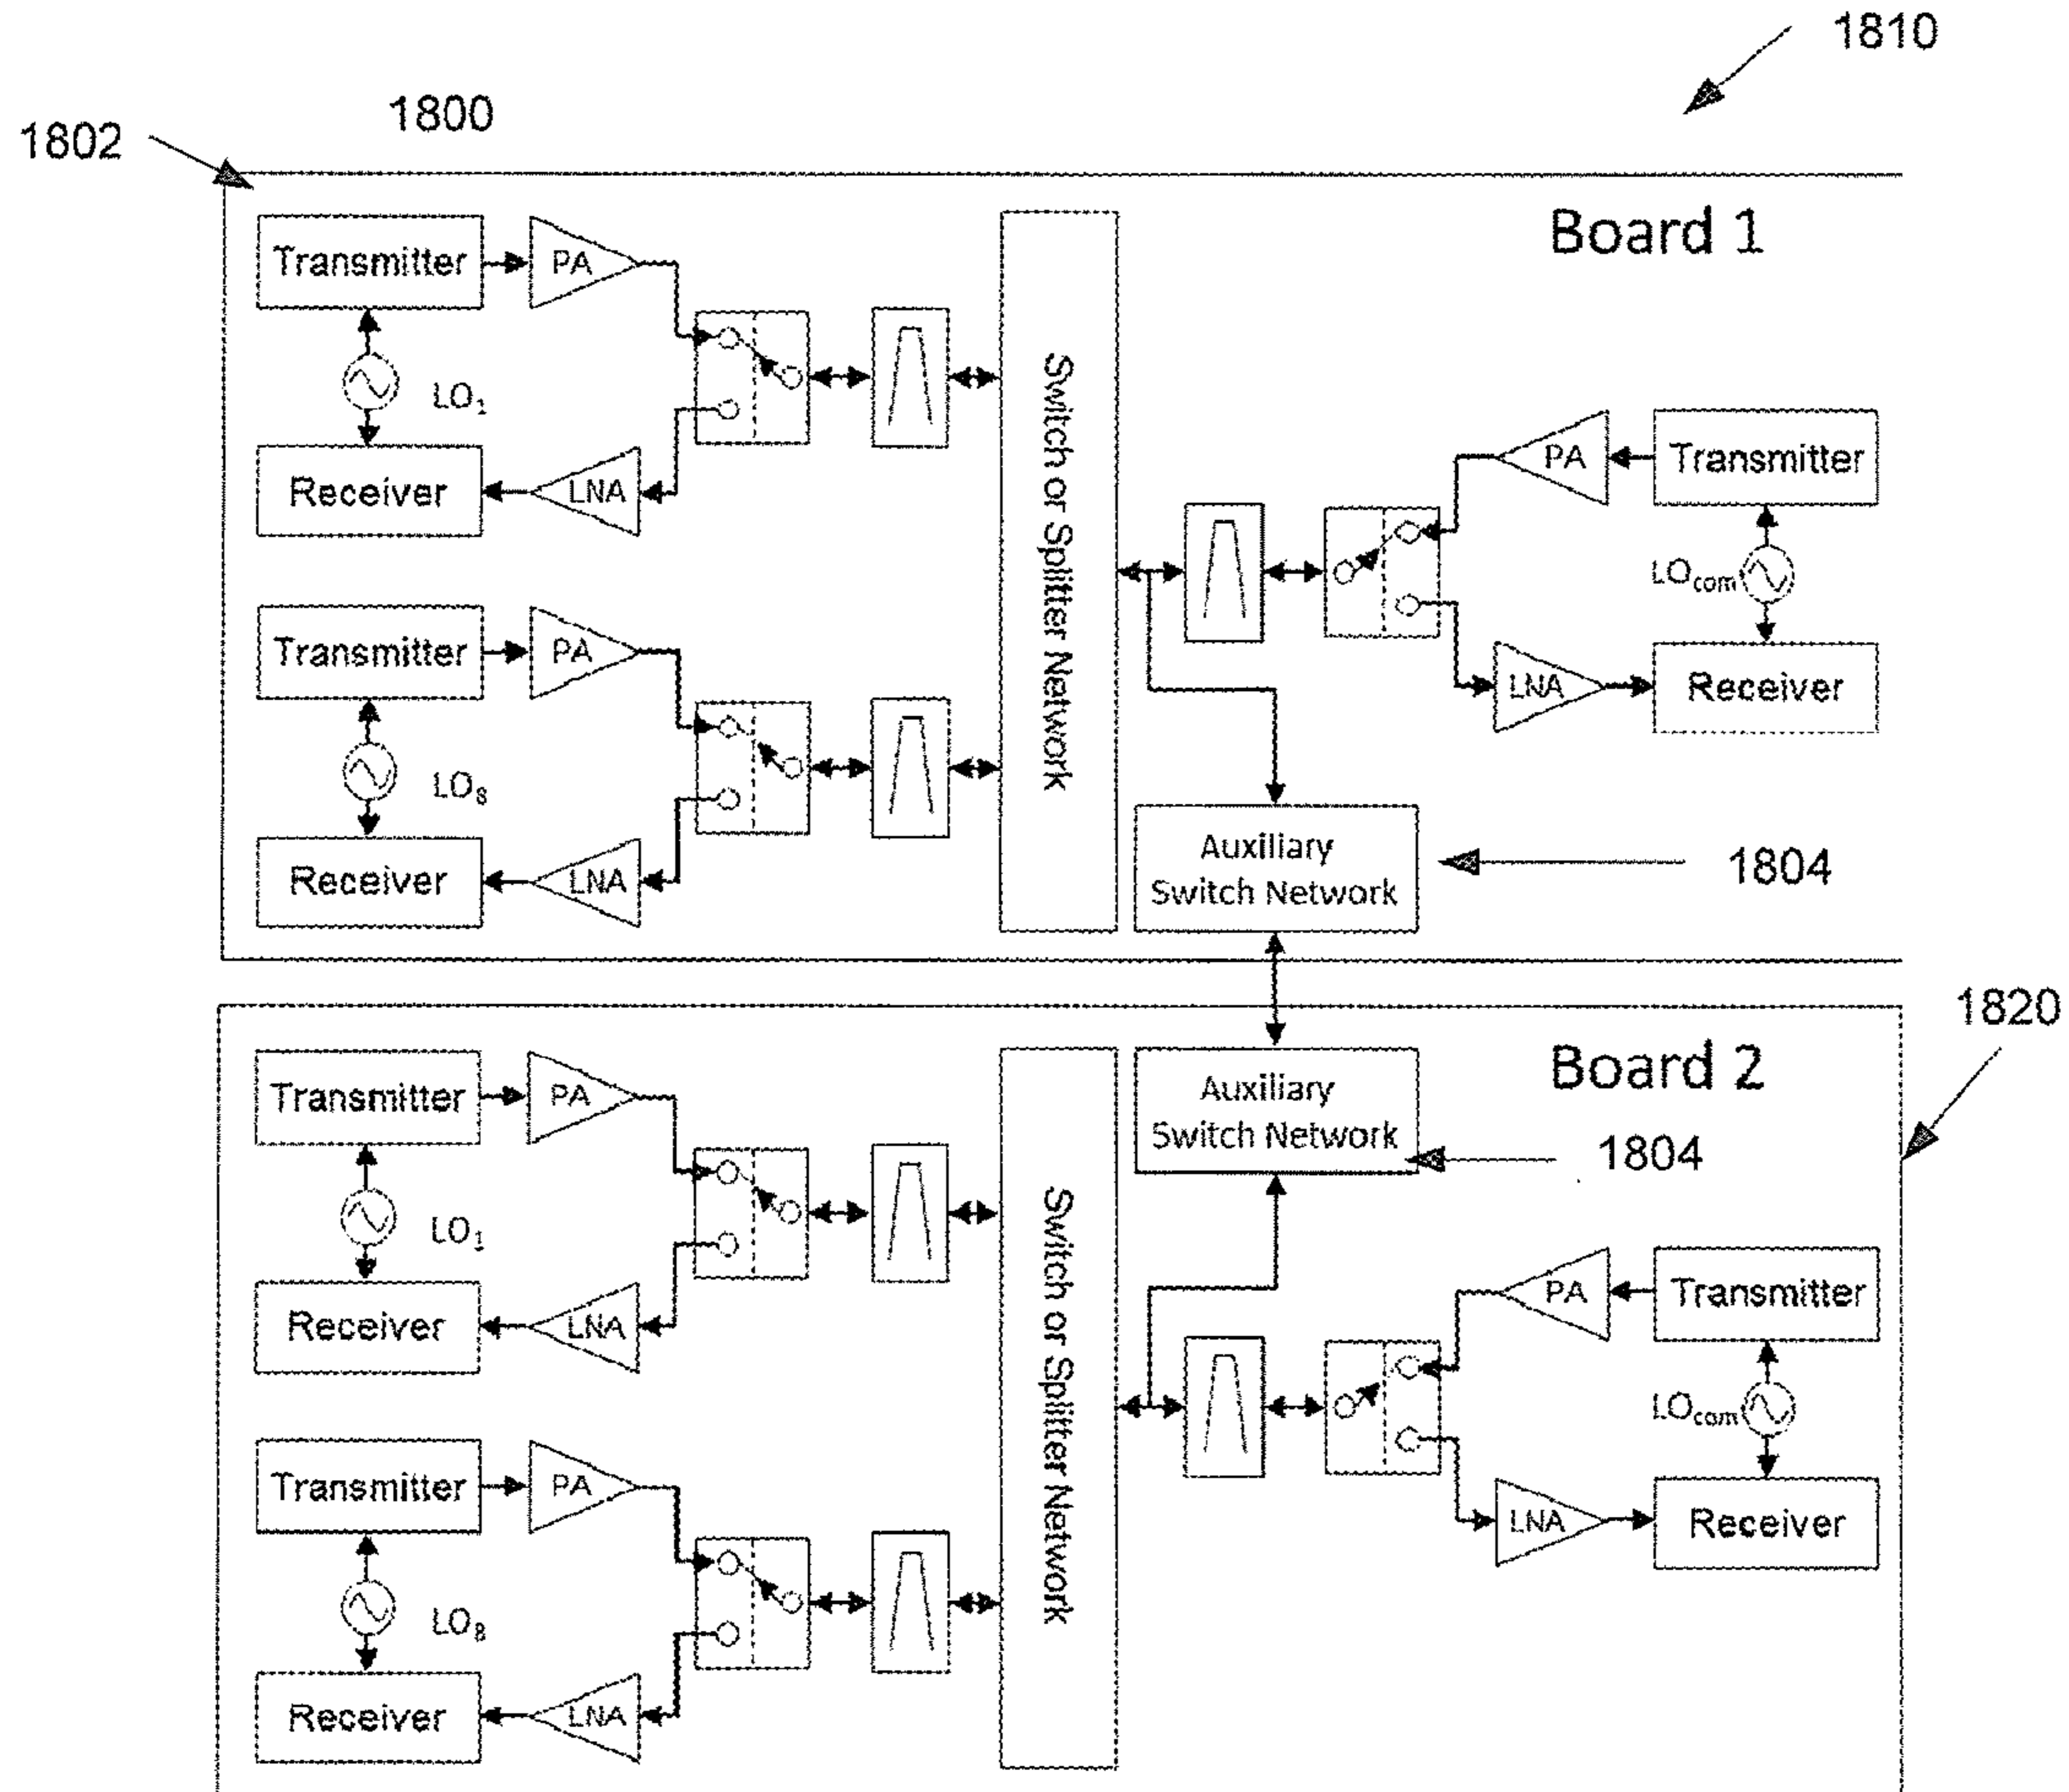 1810
1800
1802
Board 1
Transmitter
PA
LO1
Receiver
LNA
Transmitter
PA
LO8
Receiver
LNA
Switch or Splitter Network
PA
Transmitter
LOcom
LNA
Receiver
Auxiliary
Switch Network
1804
1820
Board 2
Transmitter
PA
LO1
Receiver
LNA
Transmitter
PA
LO8
Receiver
LNA
Switch or Splitter Network
Auxiliary
Switch Network
1804
PA
Transmitter
LOcom
LNA
Receiver